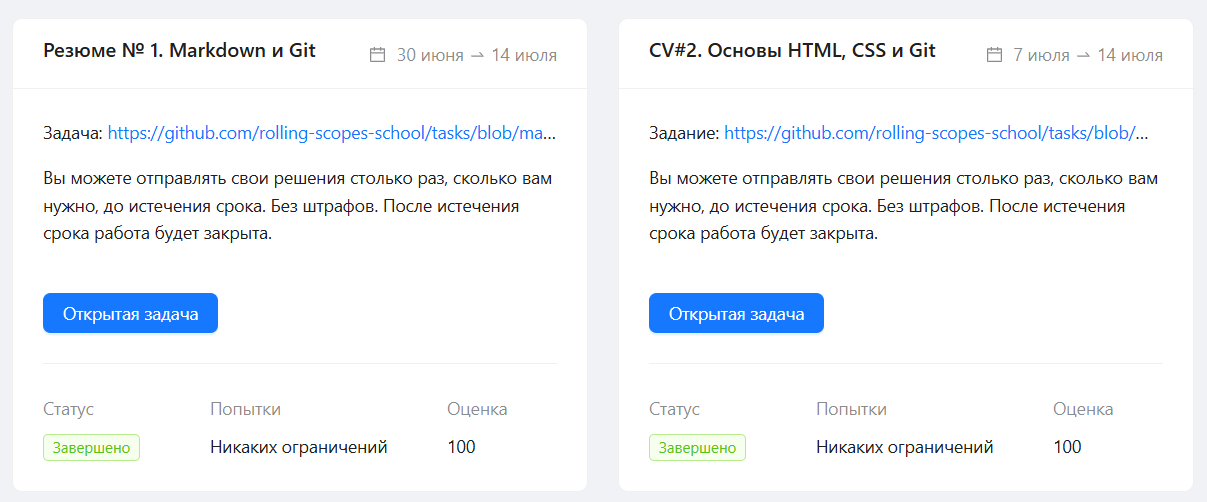 Резюме № 1. Markdown и Git
30 июня ⇀ 14 июля
Задача: https://github.com/rolling-scopes-school/tasks/blob/ma...
Вы можете отправлять свои решения столько раз, сколько вам
нужно, до истечения срока. Без штрафов. После истечения
срока работа будет закрыта.
Открытая задача
Статус Попытки Оценка
Завершено Никаких ограничений 100
CV#2. Основы HTML, CSS и Git
7 июля ⇀ 14 июля
Задание: https://github.com/rolling-scopes-school/tasks/blob/...
Вы можете отправлять свои решения столько раз, сколько вам
нужно, до истечения срока. Без штрафов. После истечения
срока работа будет закрыта.
Открытая задача
Статус Попытки Оценка
Завершено Никаких ограничений 100